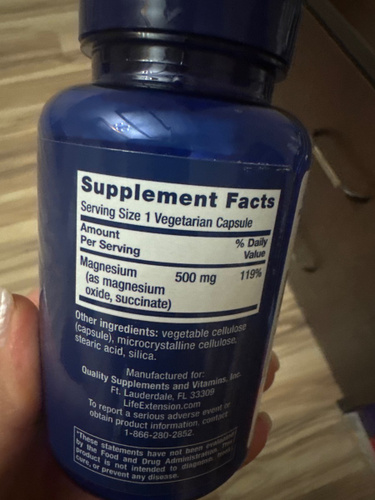 Supplement Facts
Serving Size 1 Vegetarian Capsule
Amount
Per Serving
% Daily
Value
Magnesium 500 mg 119%
(as magnesium
oxide, succinate)
Other ingredients: vegetable cellulose
(capsule), microcrystalline cellulose,
stearic acid, silica.
Manufactured for:
Quality Supplements and Vitamins, Inc.
Ft. Lauderdale, FL 33309
LifeExtension.com
To report a serious adverse event or
obtain product information, contact
1-866-280-2852.
*These statements have not been evaluated
by the Food and Drug Administration. This
product is not intended to diagnose, treat,
cure, or prevent any disease.